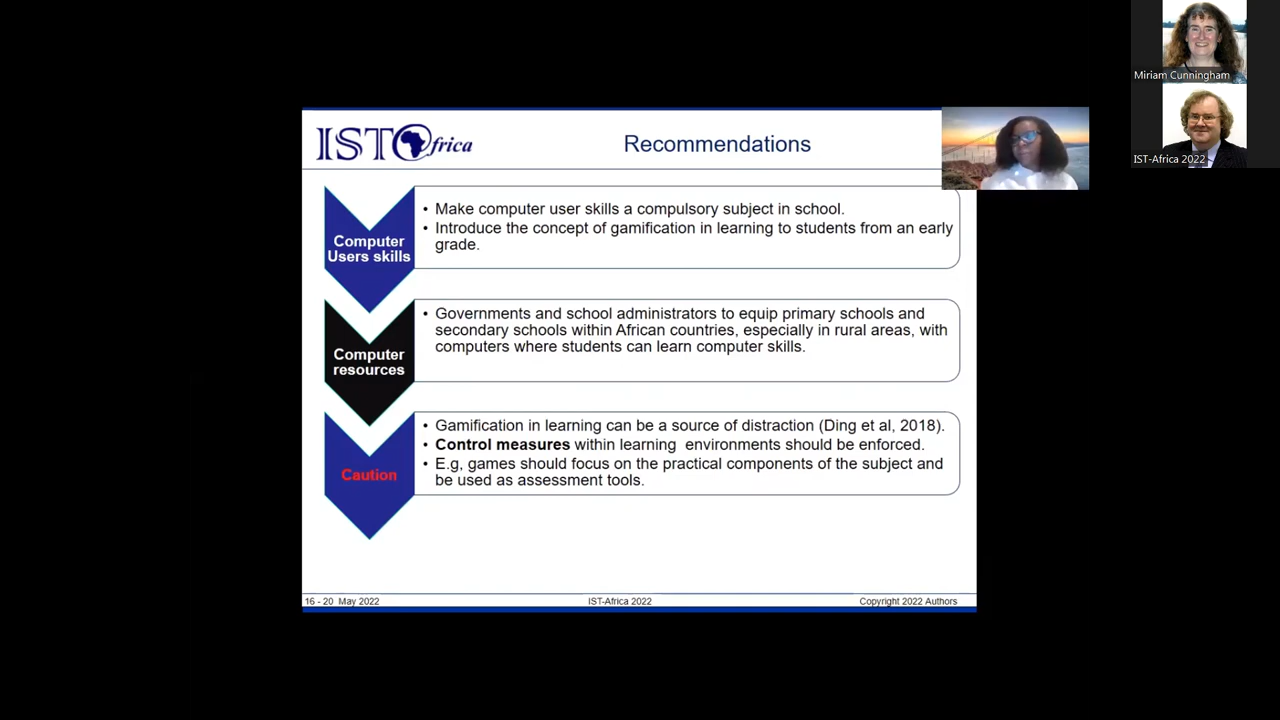 IST Africa
Recommendations
Computer
Users skills
• Make computer user skills a compulsory subject in school.
• Introduce the concept of gamification in learning to students from an early
grade.
Computer
resources
• Governments and school administrators to equip primary schools and
secondary schools within African countries, especially in rural areas, with
computers where students can learn computer skills.
Caution
• Gamification in learning can be a source of distraction (Ding et al, 2018).
• Control measures within learning environments should be enforced.
• E.g, games should focus on the practical components of the subject and
be used as assessment tools.
16 - 20 May 2022
IST-Africa 2022
Copyright 2022 Authors
Miriam Cunningham
IST-Africa 2022